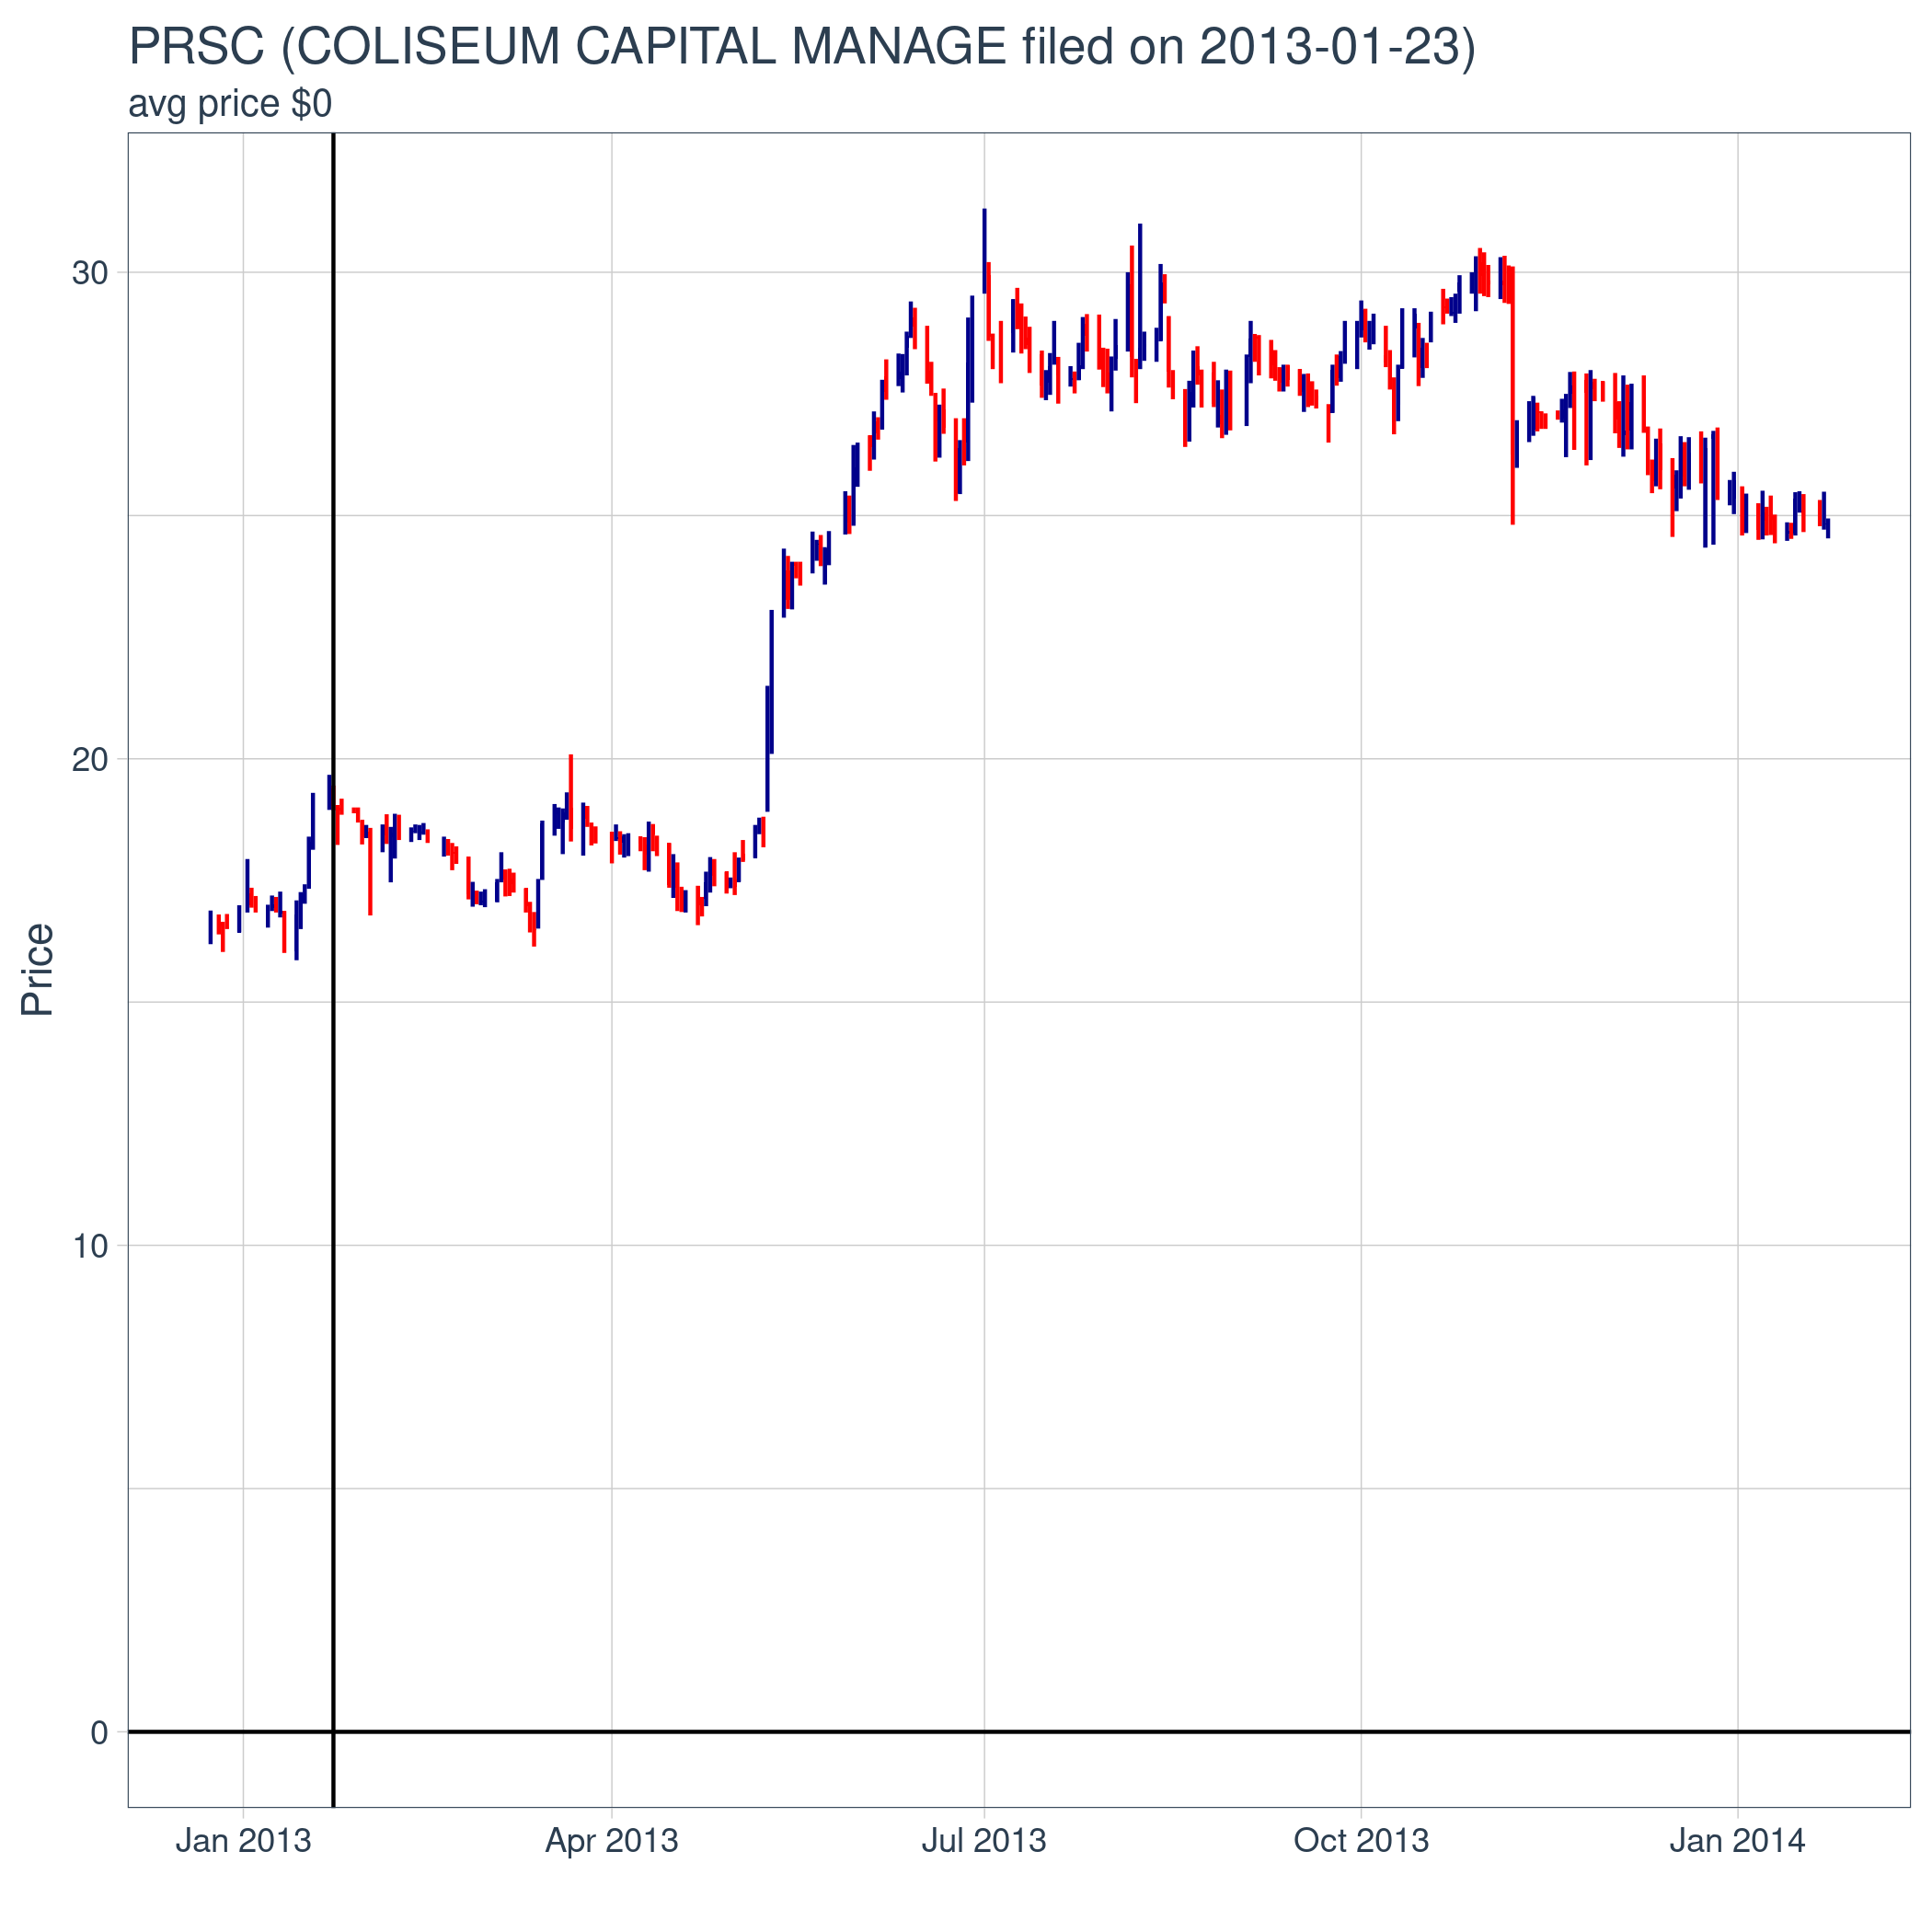 PRSC (COLISEUM CAPITAL MANAGE filed on 2013-01-23)
avg price $0
Price
30
20
10
0
Jan 2013 Apr 2013 Jul 2013 Oct 2013 Jan 2014